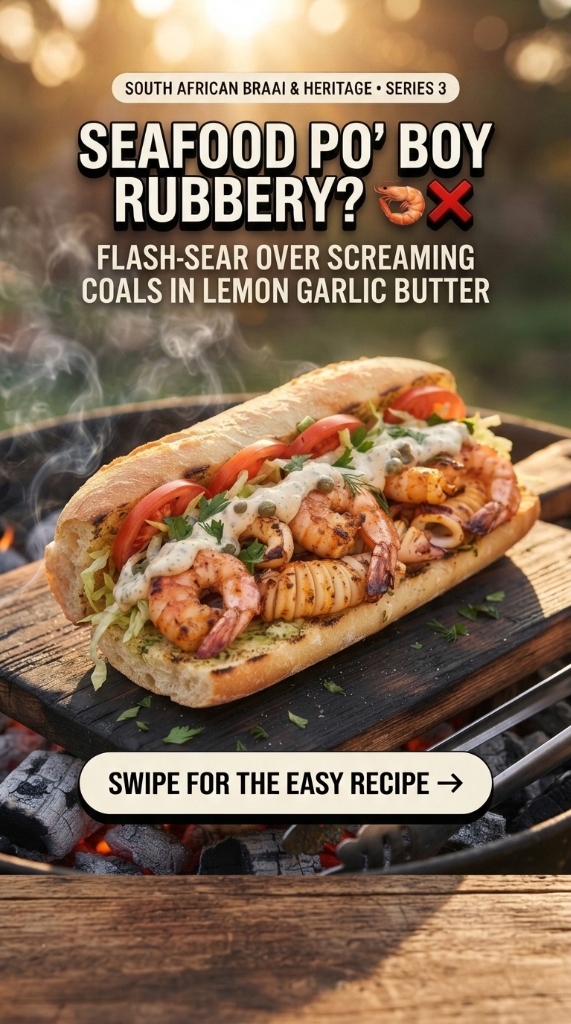 SOUTH AFRICAN BRAAI & HERITAGE • SERIES 3
SEAFOOD PO’ BOY
RUBBERY? 🍤❌
FLASH-SEAR OVER SCREAMING
COALS IN LEMON GARLIC BUTTER
SWIPE FOR THE EASY RECIPE →